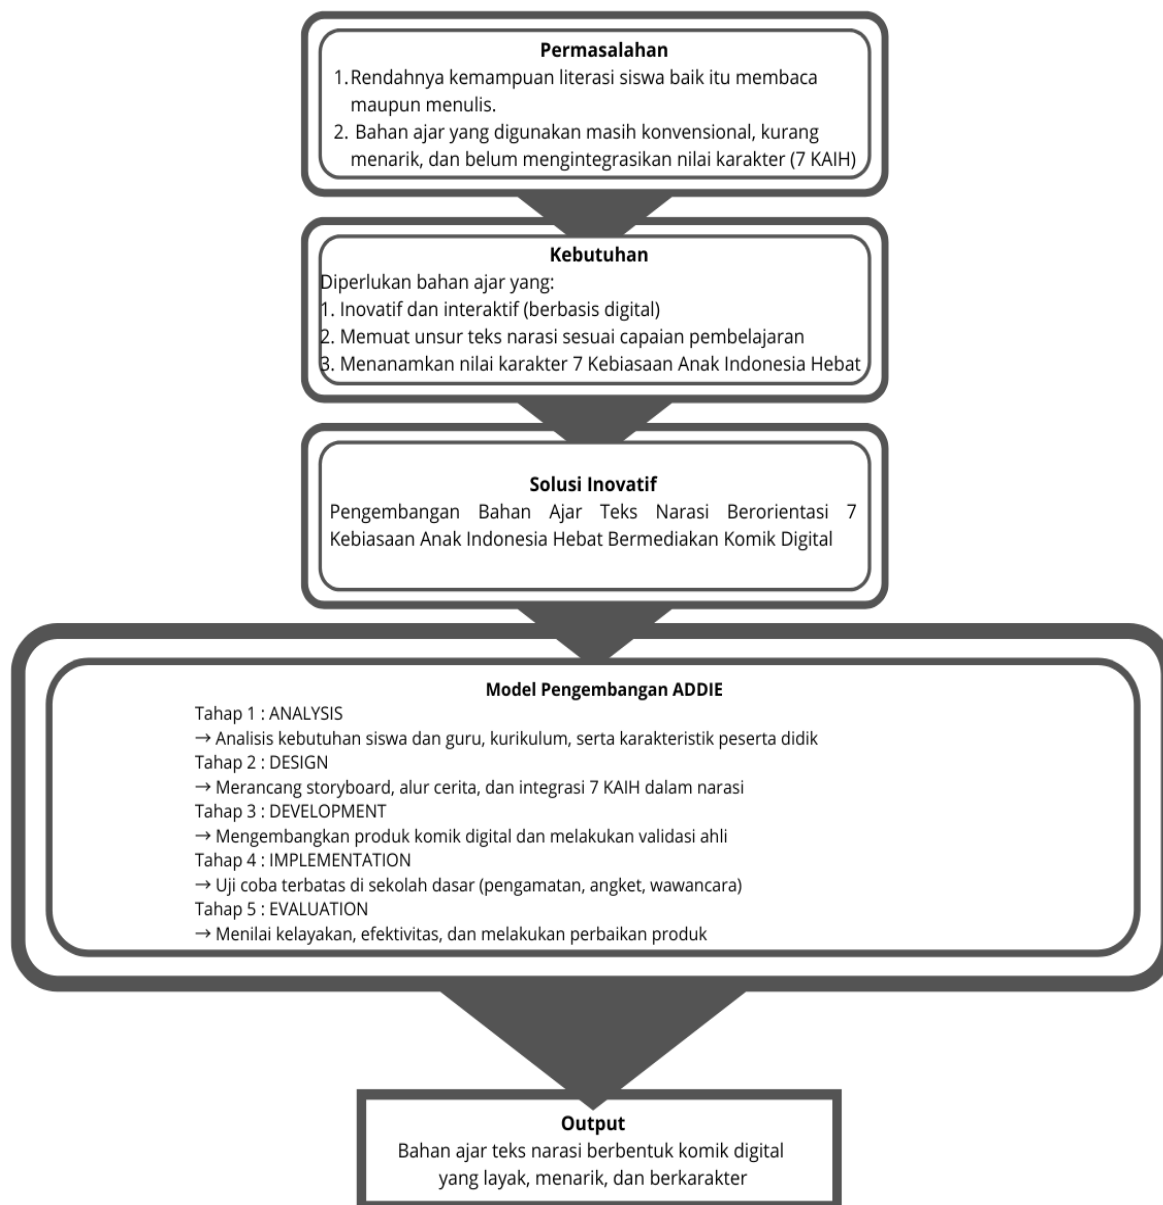 Permasalahan
1.Rendahnya kemampuan literasi siswa baik itu membaca
maupun menulis.
2. Bahan ajar yang digunakan masih konvensional, kurang
menarik, dan belum mengintegrasikan nilai karakter (7 KAIH)
Kebutuhan
Diperlukan bahan ajar yang:
1. Inovatif dan interaktif (berbasis digital)
2. Memuat unsur teks narasi sesuai capaian pembelajaran
3. Menanamkan nilai karakter 7 Kebiasaan Anak Indonesia Hebat
Solusi Inovatif
Pengembangan Bahan Ajar Teks Narasi Berorientasi 7
Kebiasaan Anak Indonesia Hebat Bermediakan Komik Digital
Model Pengembangan ADDIE
Tahap 1 : ANALYSIS
→ Analisis kebutuhan siswa dan guru, kurikulum, serta karakteristik peserta didik
Tahap 2 : DESIGN
→ Merancang storyboard, alur cerita, dan integrasi 7 KAIH dalam narasi
Tahap 3 : DEVELOPMENT
→ Mengembangkan produk komik digital dan melakukan validasi ahli
Tahap 4 : IMPLEMENTATION
→ Uji coba terbatas di sekolah dasar (pengamatan, angket, wawancara)
Tahap 5 : EVALUATION
→ Menilai kelayakan, efektivitas, dan melakukan perbaikan produk
Output
Bahan ajar teks narasi berbentuk komik digital
yang layak, menarik, dan berkarakter